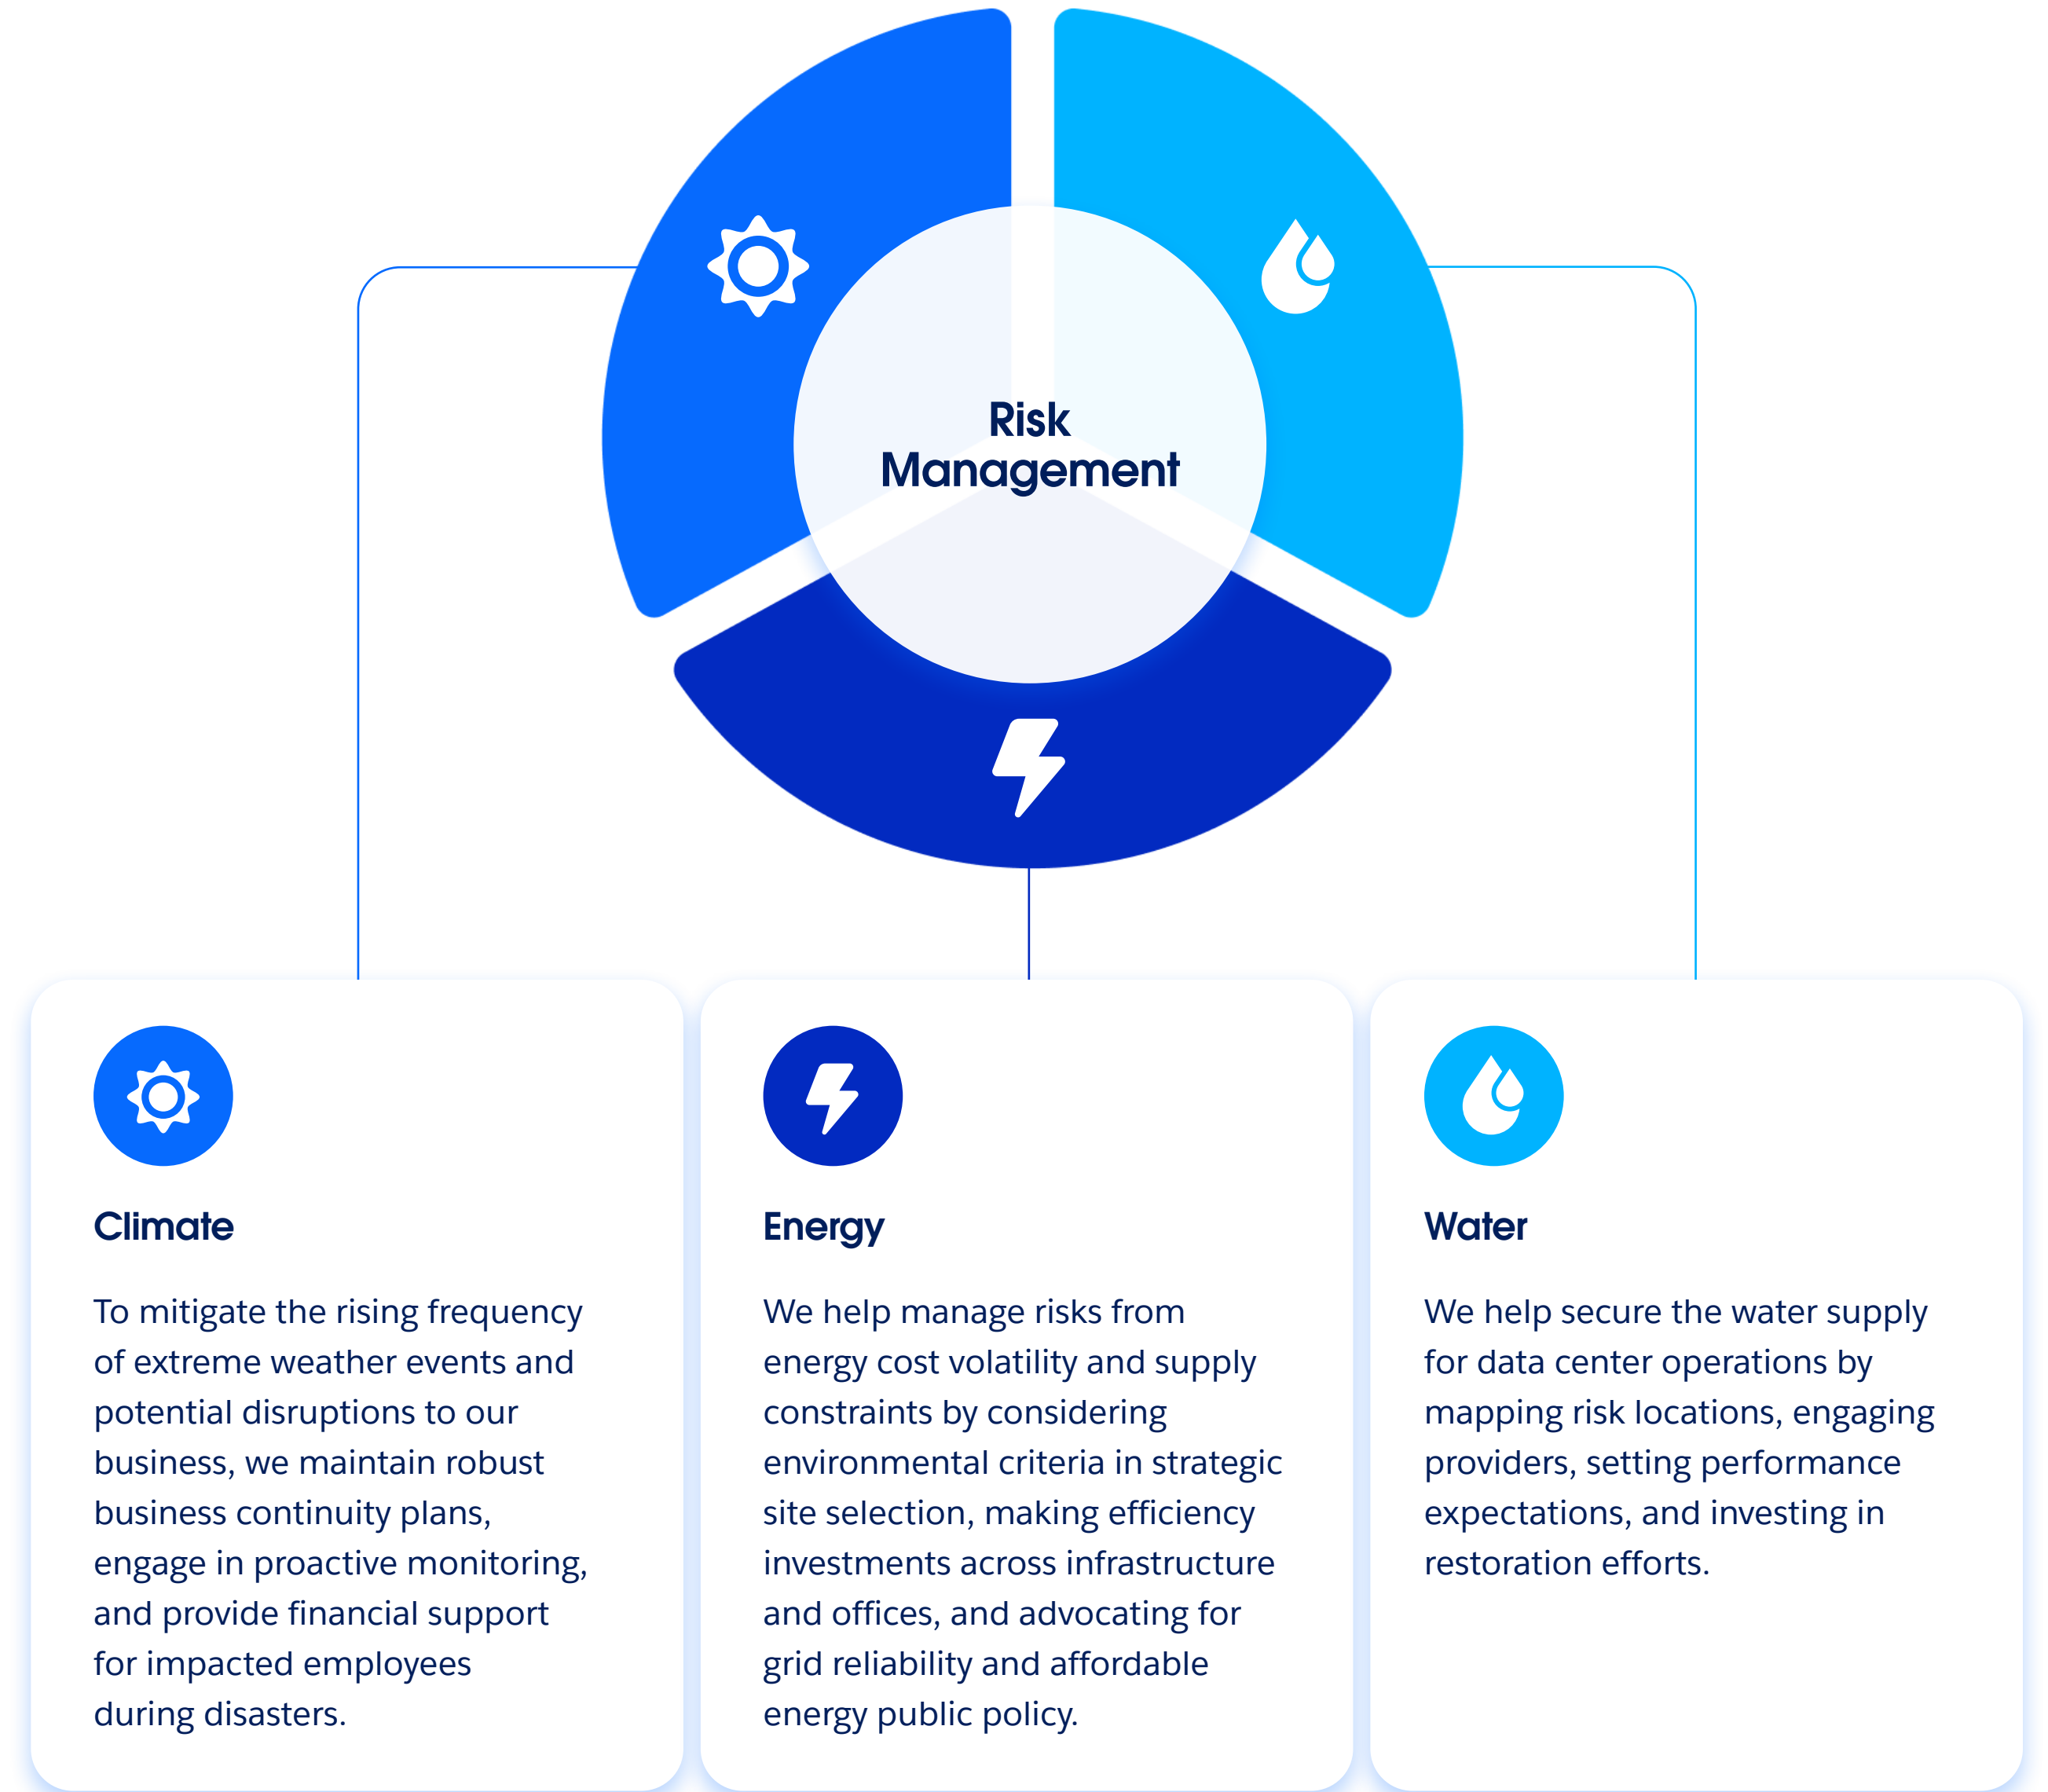 Risk
Management
Climate
To mitigate the rising frequency
of extreme weather events and
potential disruptions to our
business, we maintain robust
business continuity plans,
engage in proactive monitoring,
and provide financial support
for impacted employees
during disasters.
Energy
We help manage risks from
energy cost volatility and supply
constraints by considering
environmental criteria in strategic
site selection, making efficiency
investments across infrastructure
and offices, and advocating for
grid reliability and affordable
energy public policy.
Water
We help secure the water supply
for data center operations by
mapping risk locations, engaging
providers, setting performance
expectations, and investing in
restoration efforts.